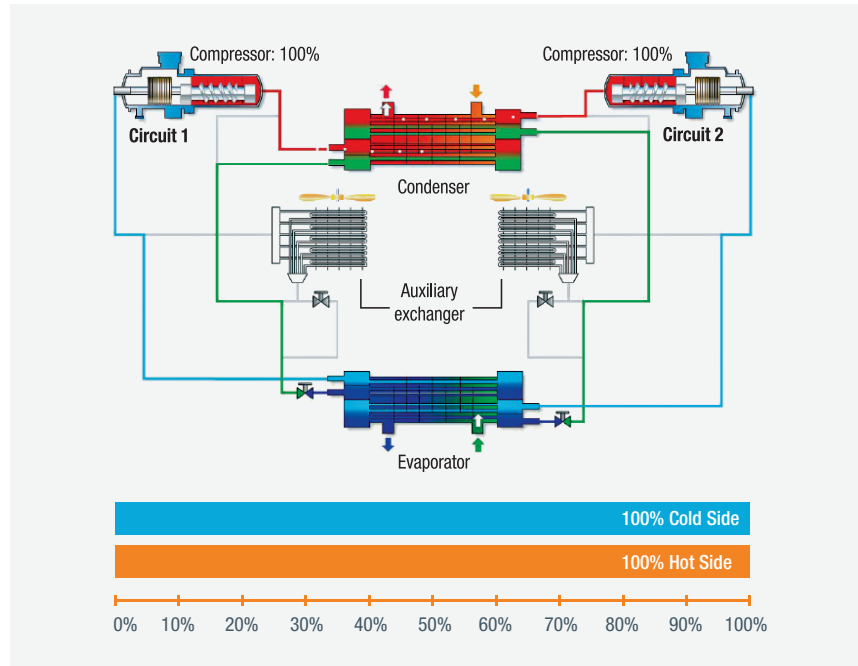 Compressor: 100%
Compressor: 100%
Circuit 1
Circuit 2
Condenser
Auxiliary
exchanger
Evaporator
100% Cold Side
100% Hot Side
0% 10% 20% 30% 40% 50% 60% 70% 80% 90% 100%